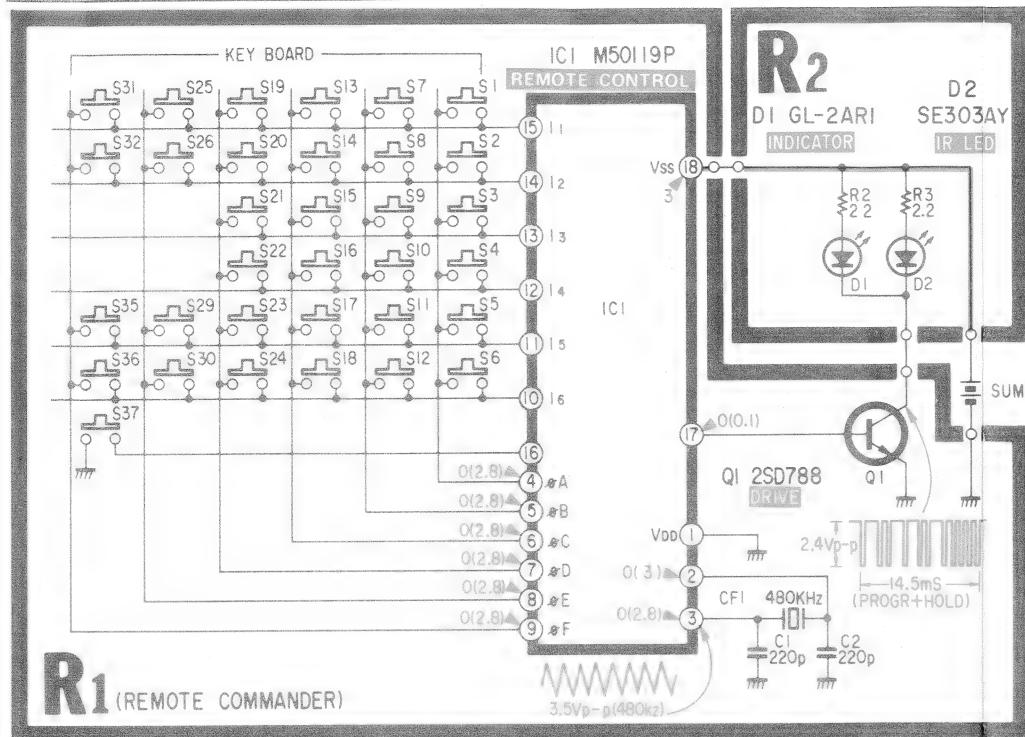 KEY BOARD
IC1 M50119P
REMOTE CONTROL
R2
D1 GL-2AR1
INDICATOR
D2
SE303AY
IR LED
S31 S25 S19 S13 S7 S1
15 I1
S32 S26 S20 S14 S8 S2
14 I2
S21 S15 S9 S3
13 I3
S22 S16 S10 S4
12 I4
S35 S29 S23 S17 S11 S5
11 I5
S36 S30 S24 S18 S12 S6
10 I6
S37
16
0(2.8) 4 øA
0(2.8) 5 øB
0(2.8) 6 øC
0(2.8) 7 øD
0(2.8) 8 øE
0(2.8) 9 øF
IC1
VSS 18
3
R2
2.2
R3
2.2
D1
D2
SUM
17 0(0.1)
Q1 2SD788
DRIVE
Q1
VDD 1
0(3) 2
0(2.8) 3
CF1 480KHz
C1
220p
C2
220p
2.4Vp-p
14.5mS
(PROGR+HOLD)
3.5Vp-p(480kz)
R1 (REMOTE COMMANDER)